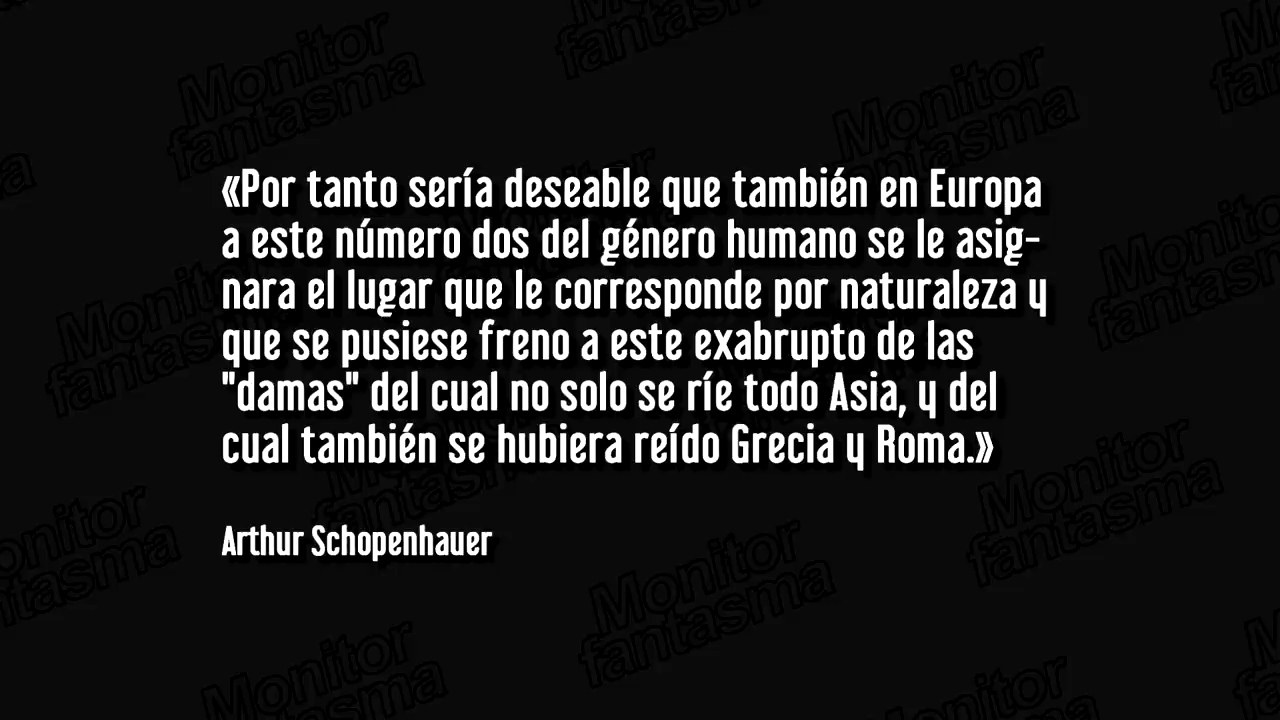 «Por tanto sería deseable que también en Europa
a este número dos del género humano se le asig-
nara el lugar que le corresponde por naturaleza y
que se pusiese freno a este exabrupto de las
"damas" del cual no solo se ríe todo Asia, y del
cual también se hubiera reído Grecia y Roma.»
Arthur Schopenhauer
Monitor
fantasma